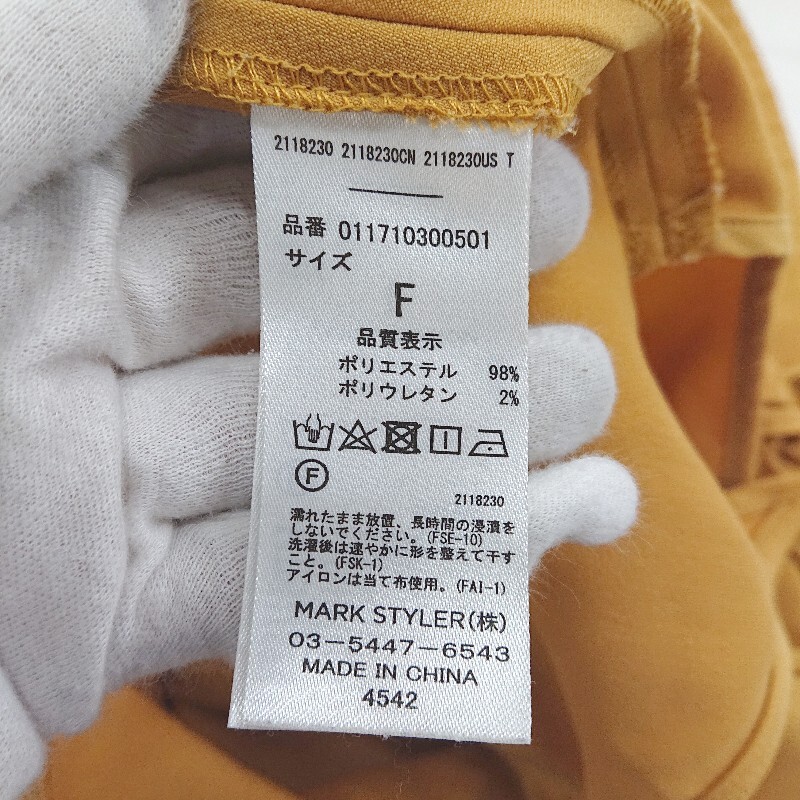 2118230 2118230CN 2118230US T
品番 011710300501
サイズ
F
品質表示
ポリエステル 98%
ポリウレタン 2%
F
2118230
濡れたまま放置、長時間の浸漬を
しないでください。(FSE-10)
洗濯後は速やかに形を整えて干す
こと。(FSK-1)
アイロンは当て布使用。(FAI-1)
MARK STYLER(株)
03-5447-6543
MADE IN CHINA
4542